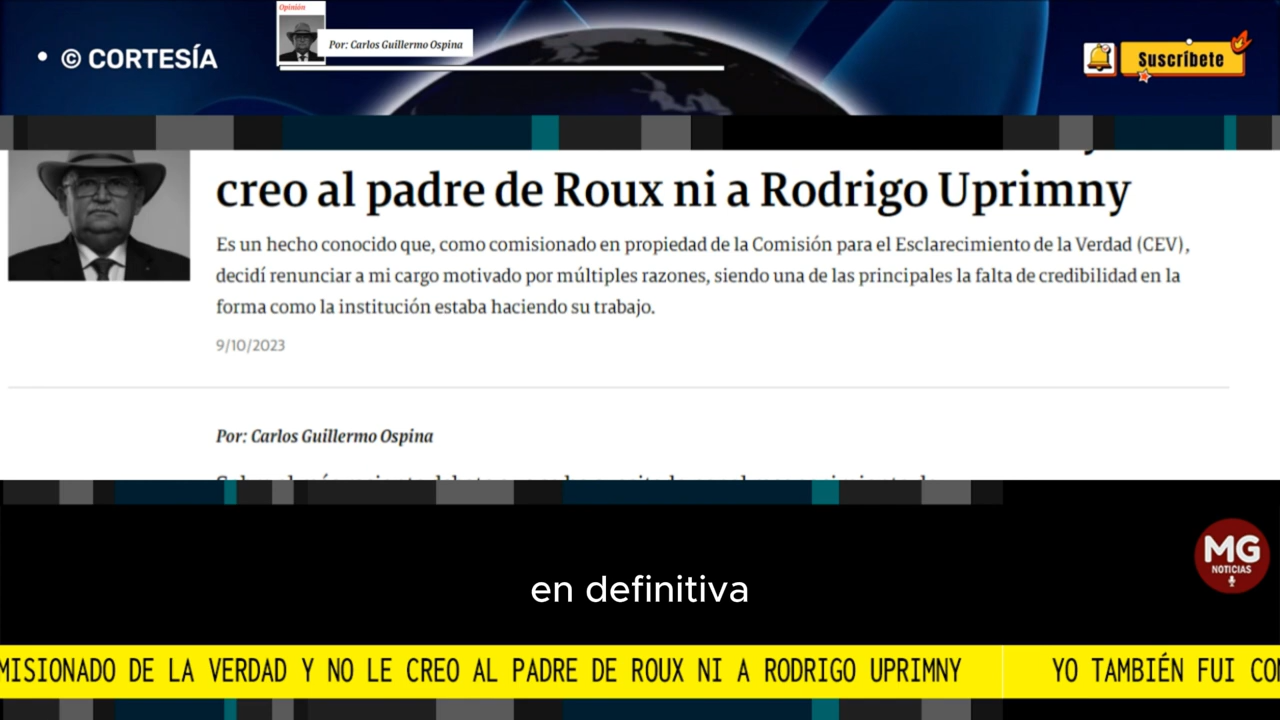 Opinión
Por: Carlos Guillermo Ospina
• © CORTESÍA
Suscríbete
creo al padre de Roux ni a Rodrigo Uprimny
Es un hecho conocido que, como comisionado en propiedad de la Comisión para el Esclarecimiento de la Verdad (CEV),
decidí renunciar a mi cargo motivado por múltiples razones, siendo una de las principales la falta de credibilidad en la
forma como la institución estaba haciendo su trabajo.
9/10/2023
Por: Carlos Guillermo Ospina
MG
NOTICIAS
en definitiva
MISIONADO DE LA VERDAD Y NO LE CREO AL PADRE DE ROUX NI A RODRIGO UPRIMNY YO TAMBIÉN FUI CO